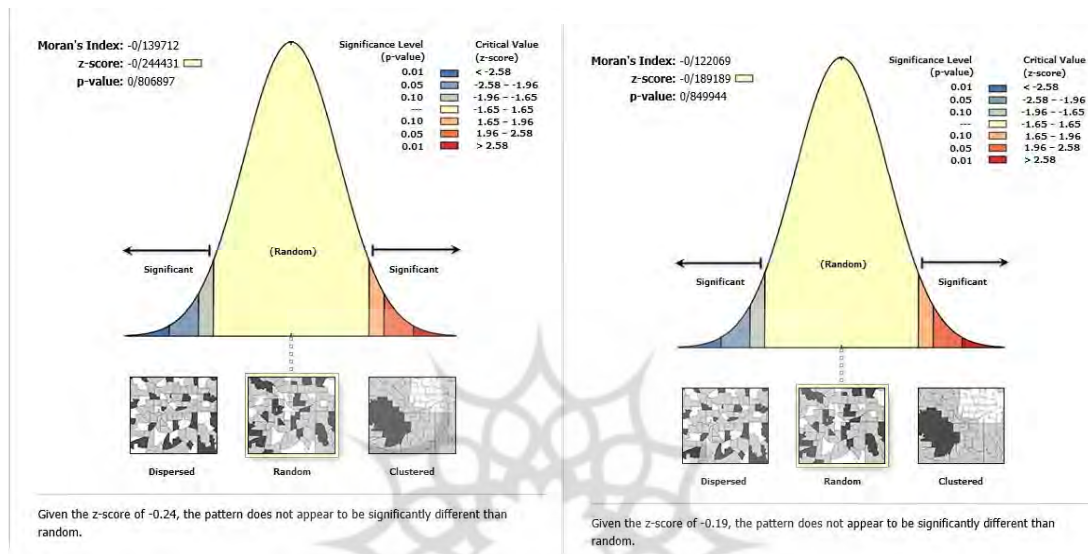 Moran's Index: -0/139712
z-score: -0/244431
p-value: 0/806897
Significance Level
(p-value)
Critical Value
(z-score)
0.01 < -2.58
0.05 -2.58 – -1.96
0.10 -1.96 – -1.65
--- -1.65 - 1.65
0.10 1.65 – 1.96
0.05 1.96 – 2.58
0.01 > 2.58
(Random)
Significant
Significant
Dispersed
Random
Clustered
Given the z-score of -0.24, the pattern does not appear to be significantly different than
random.
Moran's Index: -0/122069
z-score: -0/189189
p-value: 0/849944
Significance Level
(p-value)
Critical Value
(z-score)
0.01 < -2.58
0.05 -2.58 – -1.96
0.10 -1.96 – -1.65
--- -1.65 - 1.65
0.10 1.65 – 1.96
0.05 1.96 – 2.58
0.01 > 2.58
(Random)
Significant
Significant
Dispersed
Random
Clustered
Given the z-score of -0.19, the pattern does not appear to be significantly different than
random.